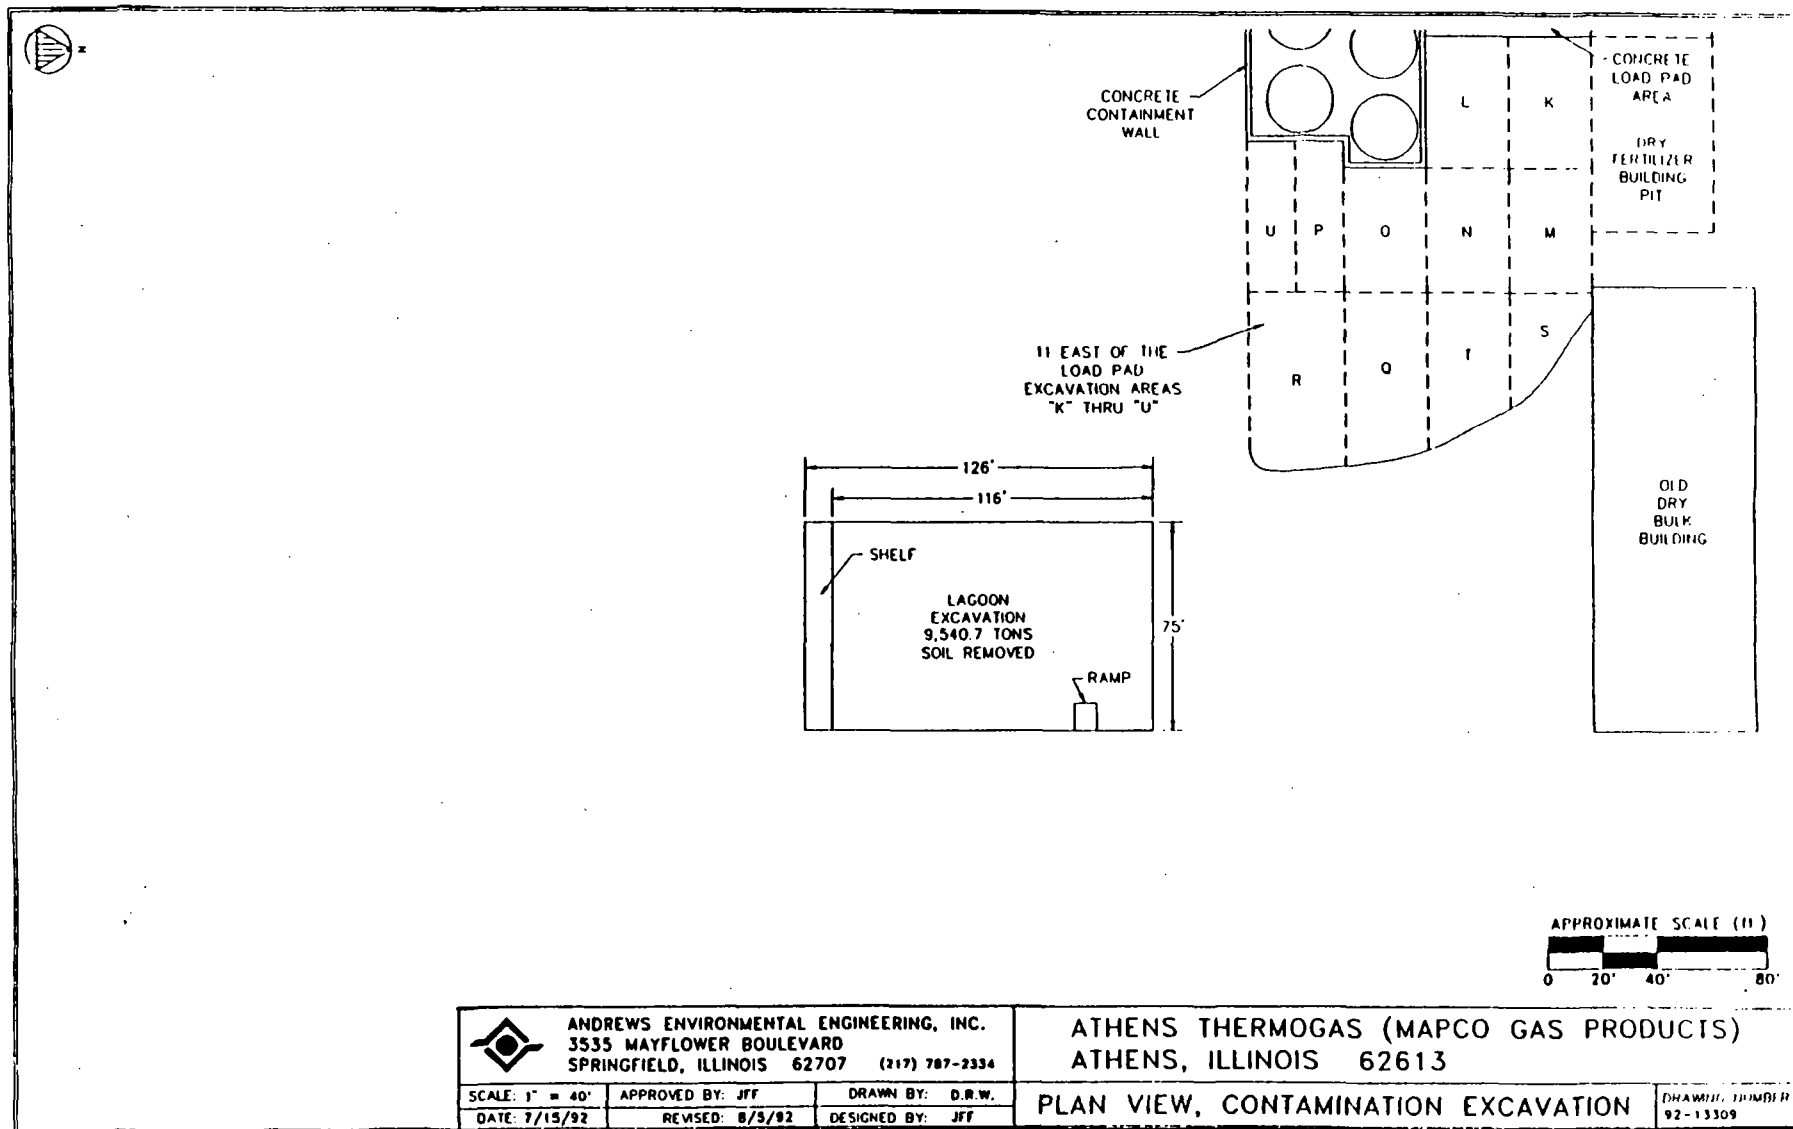 Z
CONCRETE
CONTAINMENT
WALL
CONCRETE
LOAD PAD
AREA
DRY
FERTILIZER
BUILDING
PIT
L
K
U
P
O
N
M
R
Q
T
S
11 EAST OF THE
LOAD PAD
EXCAVATION AREAS
"K" THRU "U"
126'
116'
75'
SHELF
LAGOON
EXCAVATION
9,540.7 TONS
SOIL REMOVED
RAMP
OLD
DRY
BULK
BUILDING
APPROXIMATE SCALE (ft)
0 20' 40' 80'
ANDREWS ENVIRONMENTAL ENGINEERING, INC.
3535 MAYFLOWER BOULEVARD
SPRINGFIELD, ILLINOIS 62707 (217) 787-2334
SCALE: 1" = 40'
APPROVED BY: JFF
DRAWN BY: D.R.W.
DATE: 7/15/92
REVISED: 8/5/92
DESIGNED BY: JFF
ATHENS THERMOGAS (MAPCO GAS PRODUCTS)
ATHENS, ILLINOIS 62613
PLAN VIEW, CONTAMINATION EXCAVATION
DRAWING NUMBER
92-13309